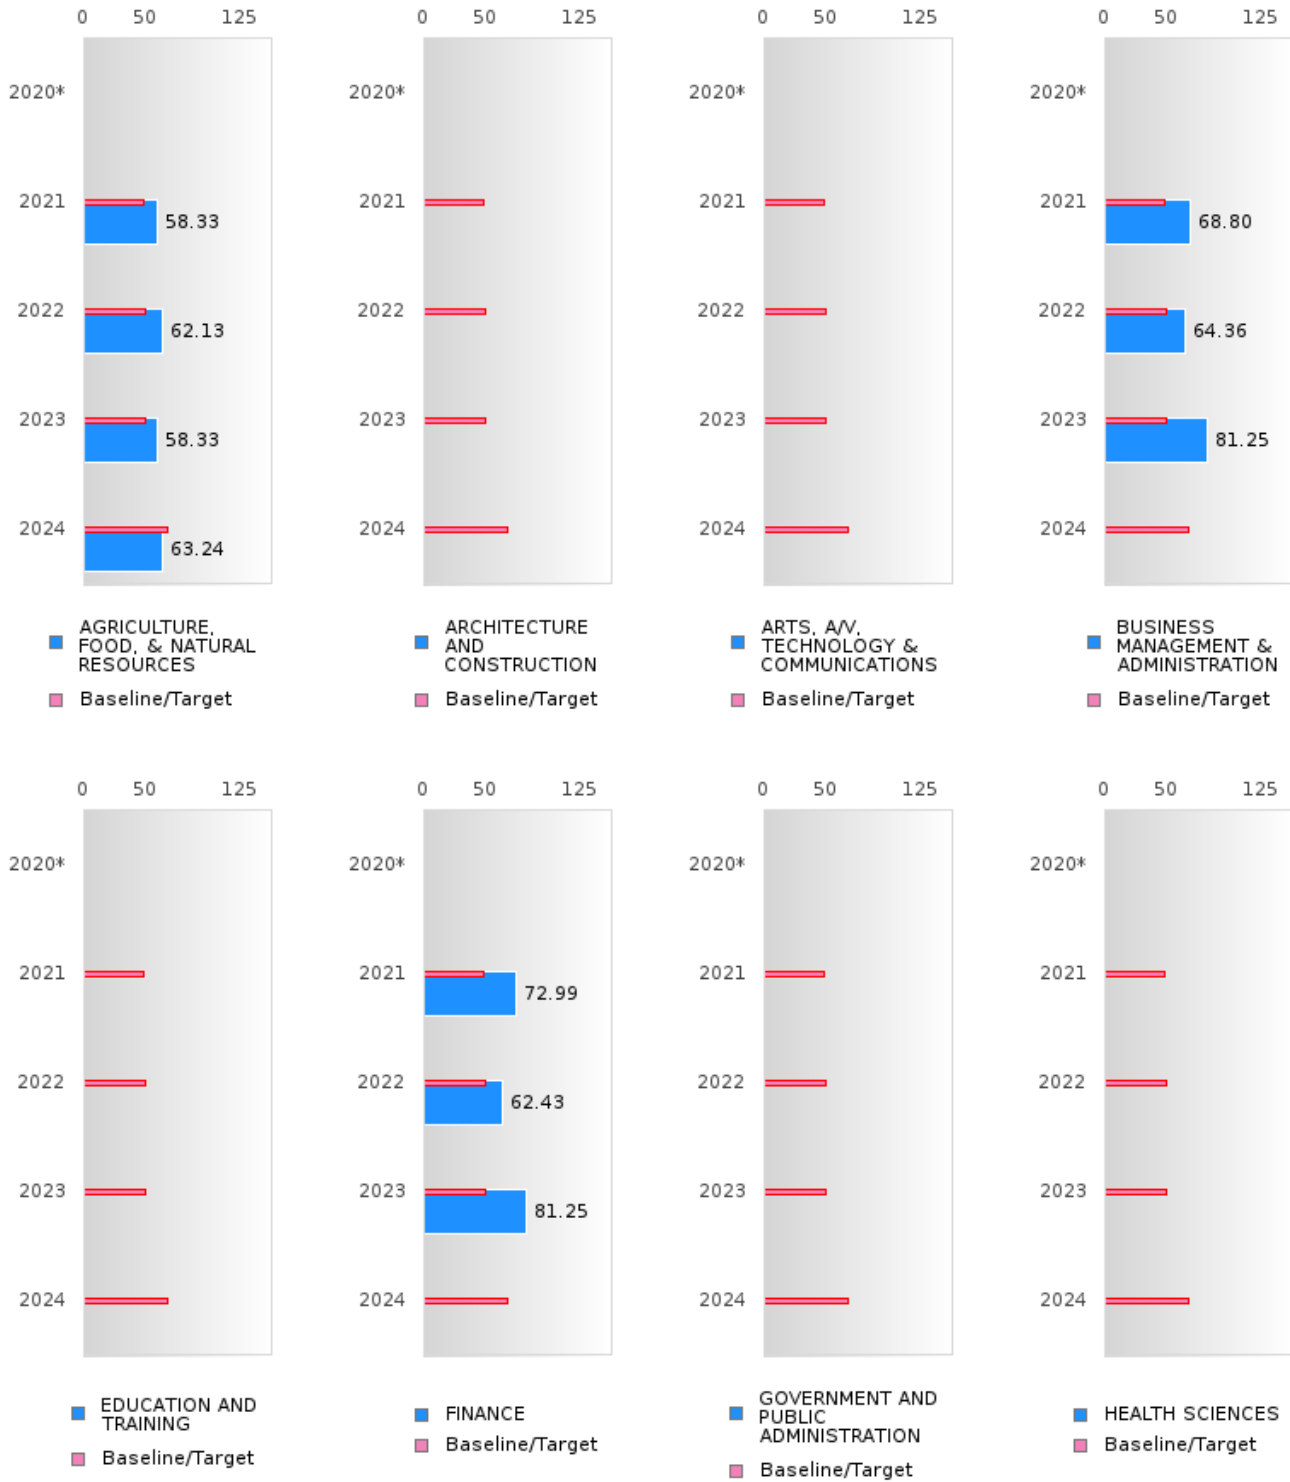 0 50 125 0 50 125 0 50 125 0 50 125
2020* 2020* 2020* 2020*
2021 2021 2021 2021
58.33 68.80
2022 2022 2022 2022
62.13 64.36
2023 2023 2023 2023
58.33 81.25
2024 2024 2024 2024
63.24
AGRICULTURE,
FOOD, & NATURAL
RESOURCES
Baseline/Target
ARCHITECTURE
AND
CONSTRUCTION
Baseline/Target
ARTS, A/V,
TECHNOLOGY &
COMMUNICATIONS
Baseline/Target
BUSINESS
MANAGEMENT &
ADMINISTRATION
Baseline/Target
0 50 125 0 50 125 0 50 125 0 50 125
2020* 2020* 2020* 2020*
2021 2021 2021 2021
72.99
2022 2022 2022 2022
62.43
2023 2023 2023 2023
81.25
2024 2024 2024 2024
EDUCATION AND
TRAINING
Baseline/Target
FINANCE
Baseline/Target
GOVERNMENT AND
PUBLIC
ADMINISTRATION
Baseline/Target
HEALTH SCIENCES
Baseline/Target